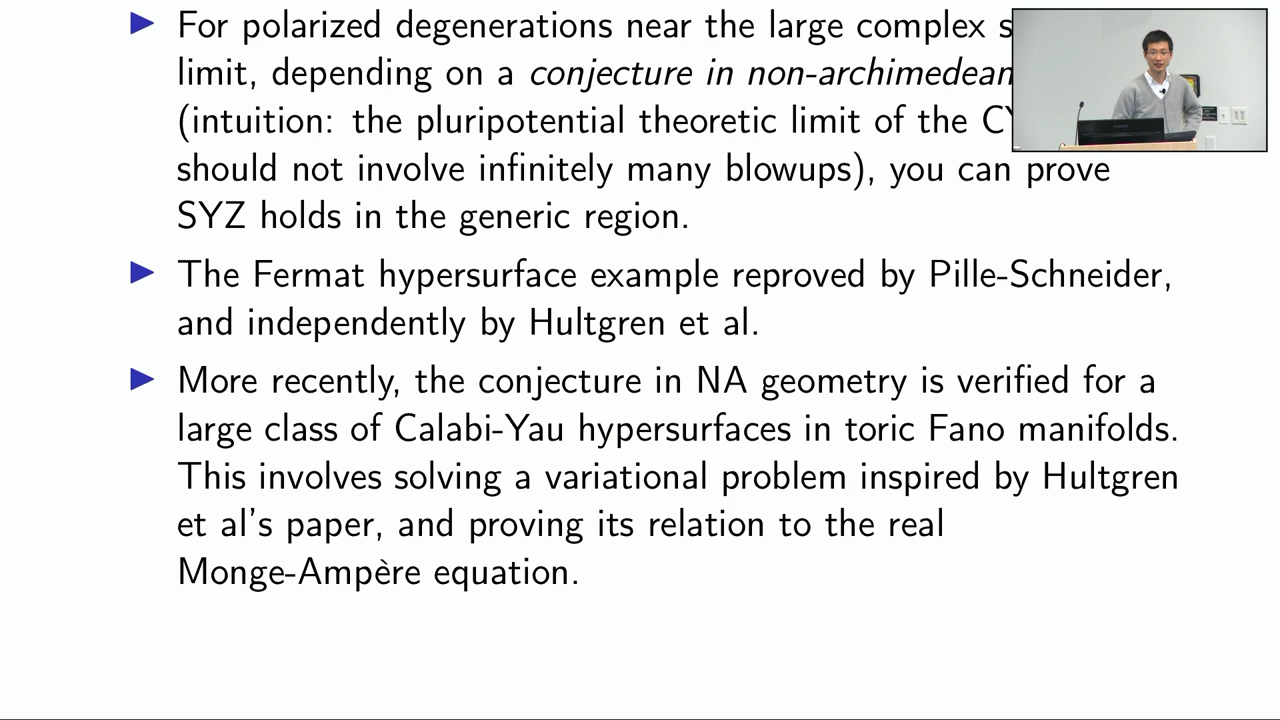 For polarized degenerations near the large complex s
limit, depending on a conjecture in non-archimedean
(intuition: the pluripotential theoretic limit of the CY
should not involve infinitely many blowups), you can prove
SYZ holds in the generic region.
The Fermat hypersurface example reproved by Pille-Schneider,
and independently by Hultgren et al.
More recently, the conjecture in NA geometry is verified for a
large class of Calabi-Yau hypersurfaces in toric Fano manifolds.
This involves solving a variational problem inspired by Hultgren
et al's paper, and proving its relation to the real
Monge-Ampère equation.